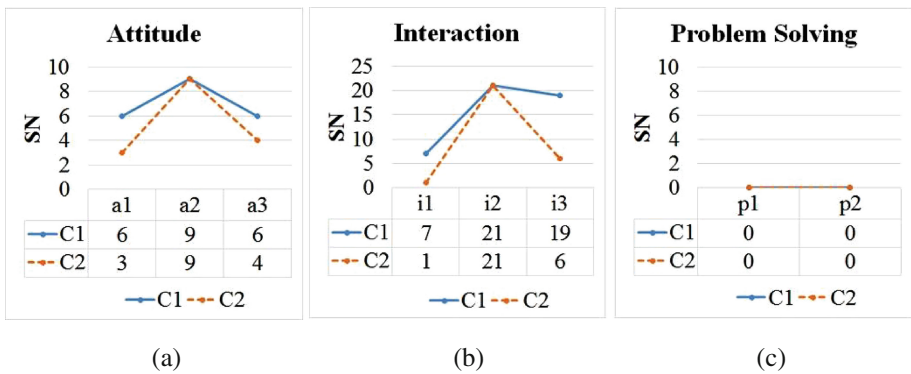 Attitude
10
8
6
4
2
0
SN
a1 a2 a3
C1 6 9 6
C2 3 9 4
C1 C2
(a)
Interaction
25
20
15
10
5
0
SN
i1 i2 i3
C1 7 21 19
C2 1 21 6
C1 C2
(b)
Problem Solving
10
8
6
4
2
0
SN
p1 p2
C1 0 0
C2 0 0
C1 C2
(c)